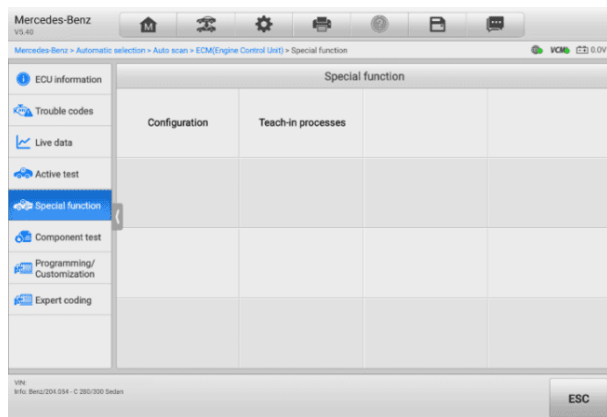 Mercedes-Benz
V5.40
M
Mercedes-Benz > Automatic selection > Auto scan > ECM(Engine Control Unit) > Special function
VCMI 0.0V
ECU information
Trouble codes
Live data
Active test
Special function
Component test
Programming/
Customization
Expert coding
Special function
Configuration
Teach-in processes
VIN:
Info: Benz/204.054 - C 280/300 Sedan
ESC